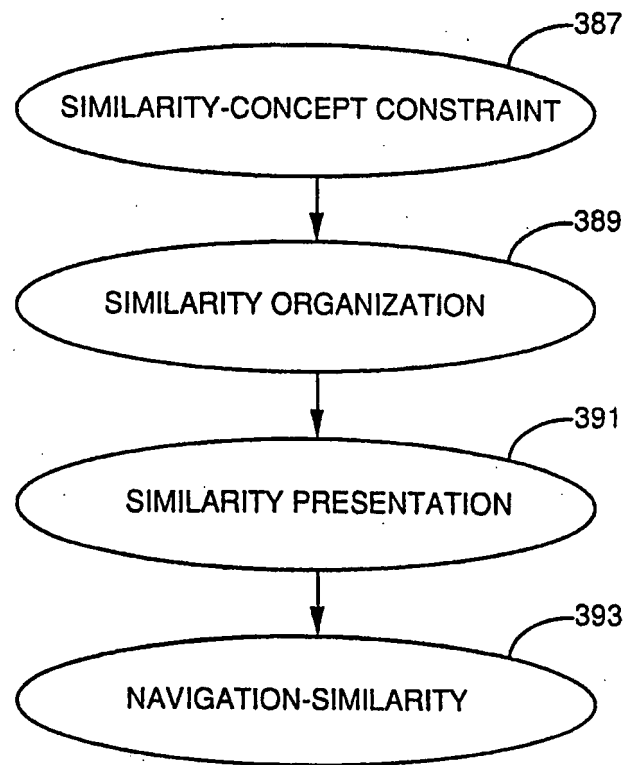 387
SIMILARITY-CONCEPT CONSTRAINT
389
SIMILARITY ORGANIZATION
391
SIMILARITY PRESENTATION
393
NAVIGATION-SIMILARITY